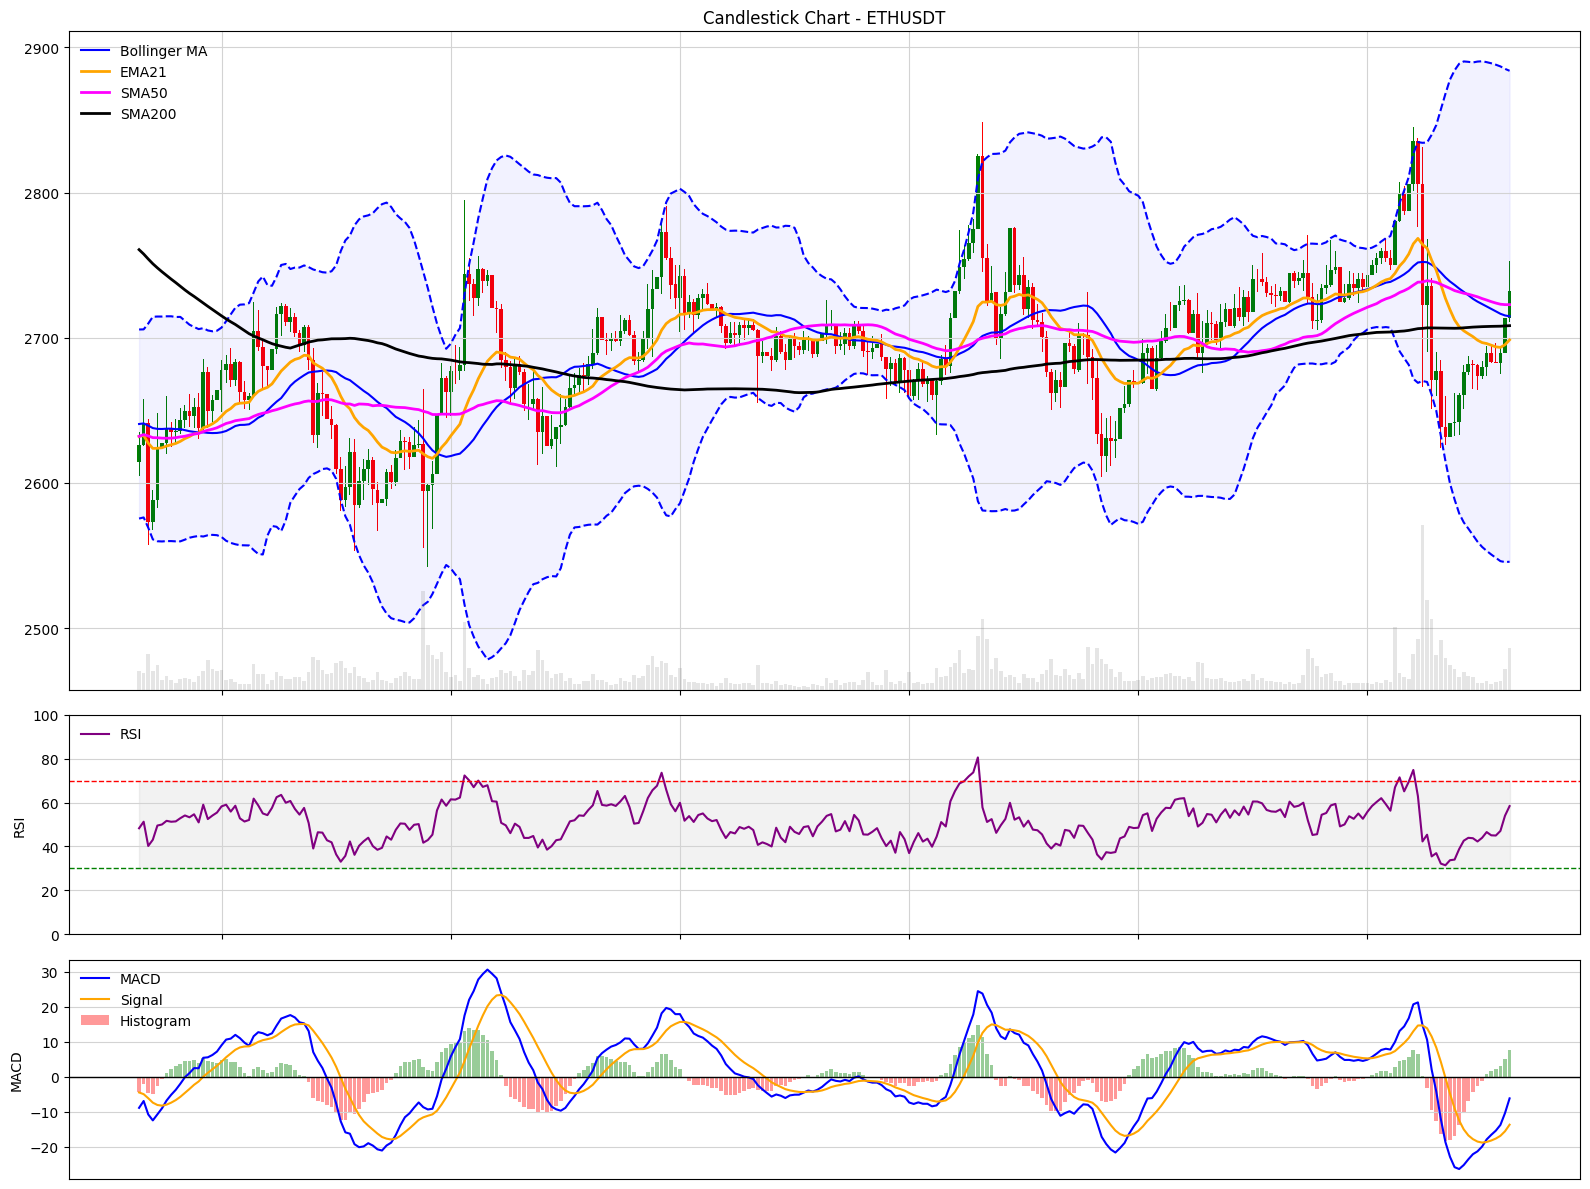 Candlestick Chart - ETHUSDT
2900
2800
2700
2600
2500
Bollinger MA
EMA21
SMA50
SMA200
100
80
60
40
20
0
RSI
RSI
30
20
10
0
−10
−20
MACD
MACD
Signal
Histogram